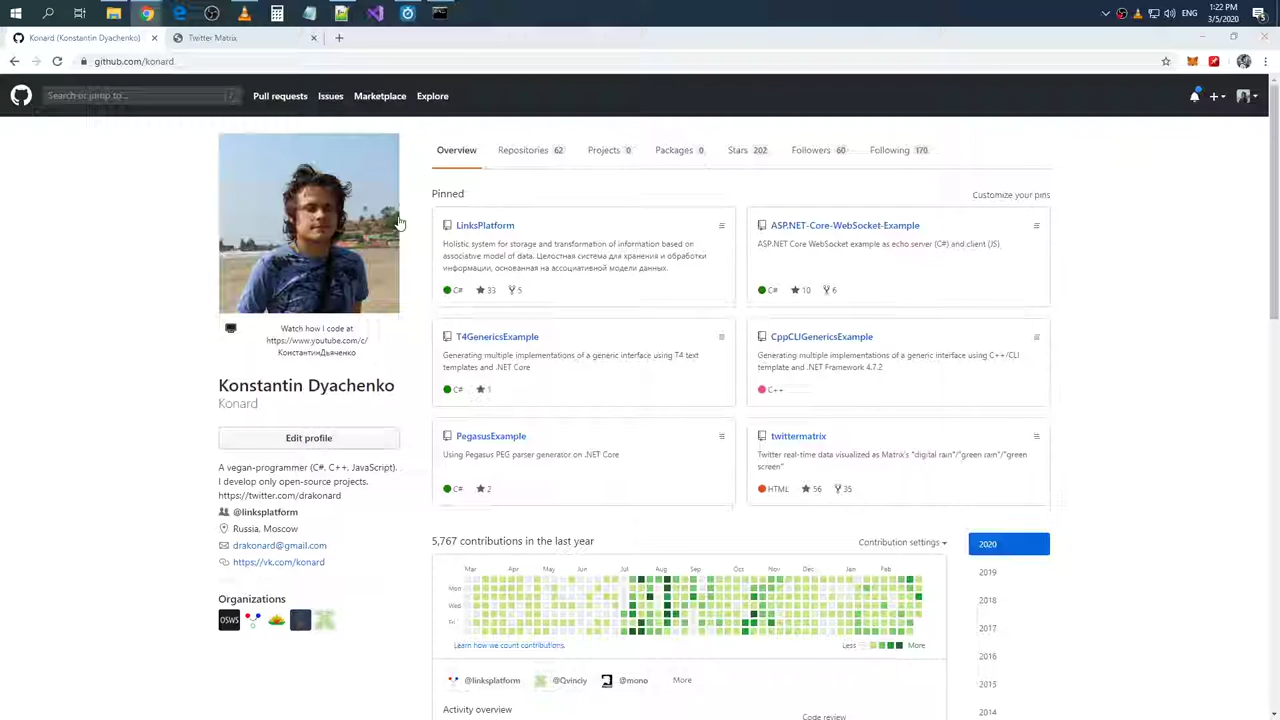 1:22 PM
ENG
3/5/2020
Konard (Konstantin Dyachenko)
Twitter Matrix
github.com/konard
Search or jump to...
Pull requests Issues Marketplace Explore
Overview Repositories 62 Projects 0 Packages 0 Stars 202 Followers 60 Following 170
Pinned
Customize your pins
LinksPlatform
Holistic system for storage and transformation of information based on
associative model of data. Целостная система для хранения и обработки
информации, основанная на ассоциативной модели данных.
C# 33 5
ASP.NET-Core-WebSocket-Example
ASP.NET Core WebSocket example as echo server (C#) and client (JS)
C# 10 6
T4GenericsExample
Generating multiple implementations of a generic interface using T4 text
templates and .NET Core
C# 1
CppCLIGenericsExample
Generating multiple implementations of a generic interface using C++/CLI
template and .NET Framework 4.7.2
C++
PegasusExample
Using Pegasus PEG parser generator on .NET Core
C# 2
twittermatrix
Twitter real-time data visualized as Matrix's "digital rain"/"green rain"/"green
screen"
HTML 56 35
Watch how I code at
https://www.youtube.com/c/
КонстантинДьяченко
Konstantin Dyachenko
Konard
Edit profile
A vegan-programmer (C#, C++, JavaScript).
I develop only open-source projects.
https://twitter.com/drakonard
@linksplatform
Russia, Moscow
drakonard@gmail.com
https://vk.com/konard
Organizations
OSWS
5,767 contributions in the last year
Contribution settings
2020
2019
2018
2017
2016
2015
2014
Mar Apr May Jun Jul Aug Sep Oct Nov Dec Jan Feb
Mon
Wed
Fri
Learn how we count contributions.
Less More
@linksplatform @Qvinciy @mono More
Activity overview
Code review